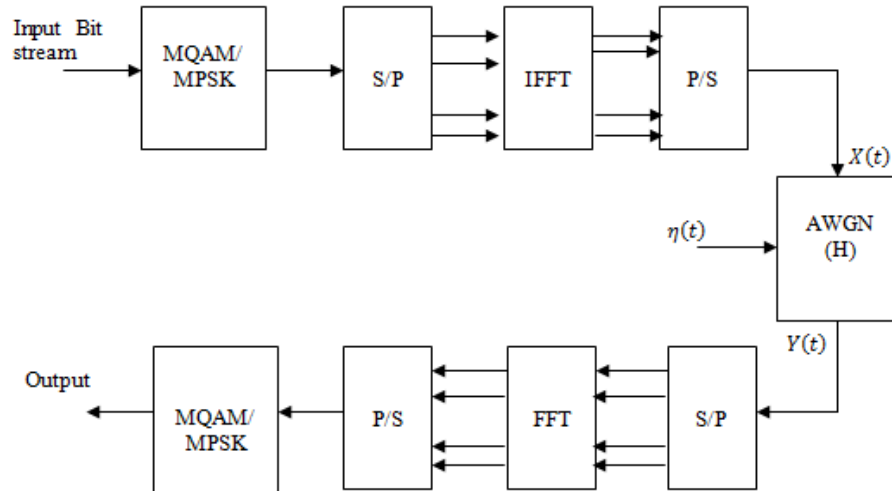 Input Bit
stream
MQAM/
MPSK
S/P
IFFT
P/S
X(t)
η(t)
AWGN
(H)
Y(t)
Output
MQAM/
MPSK
P/S
FFT
S/P